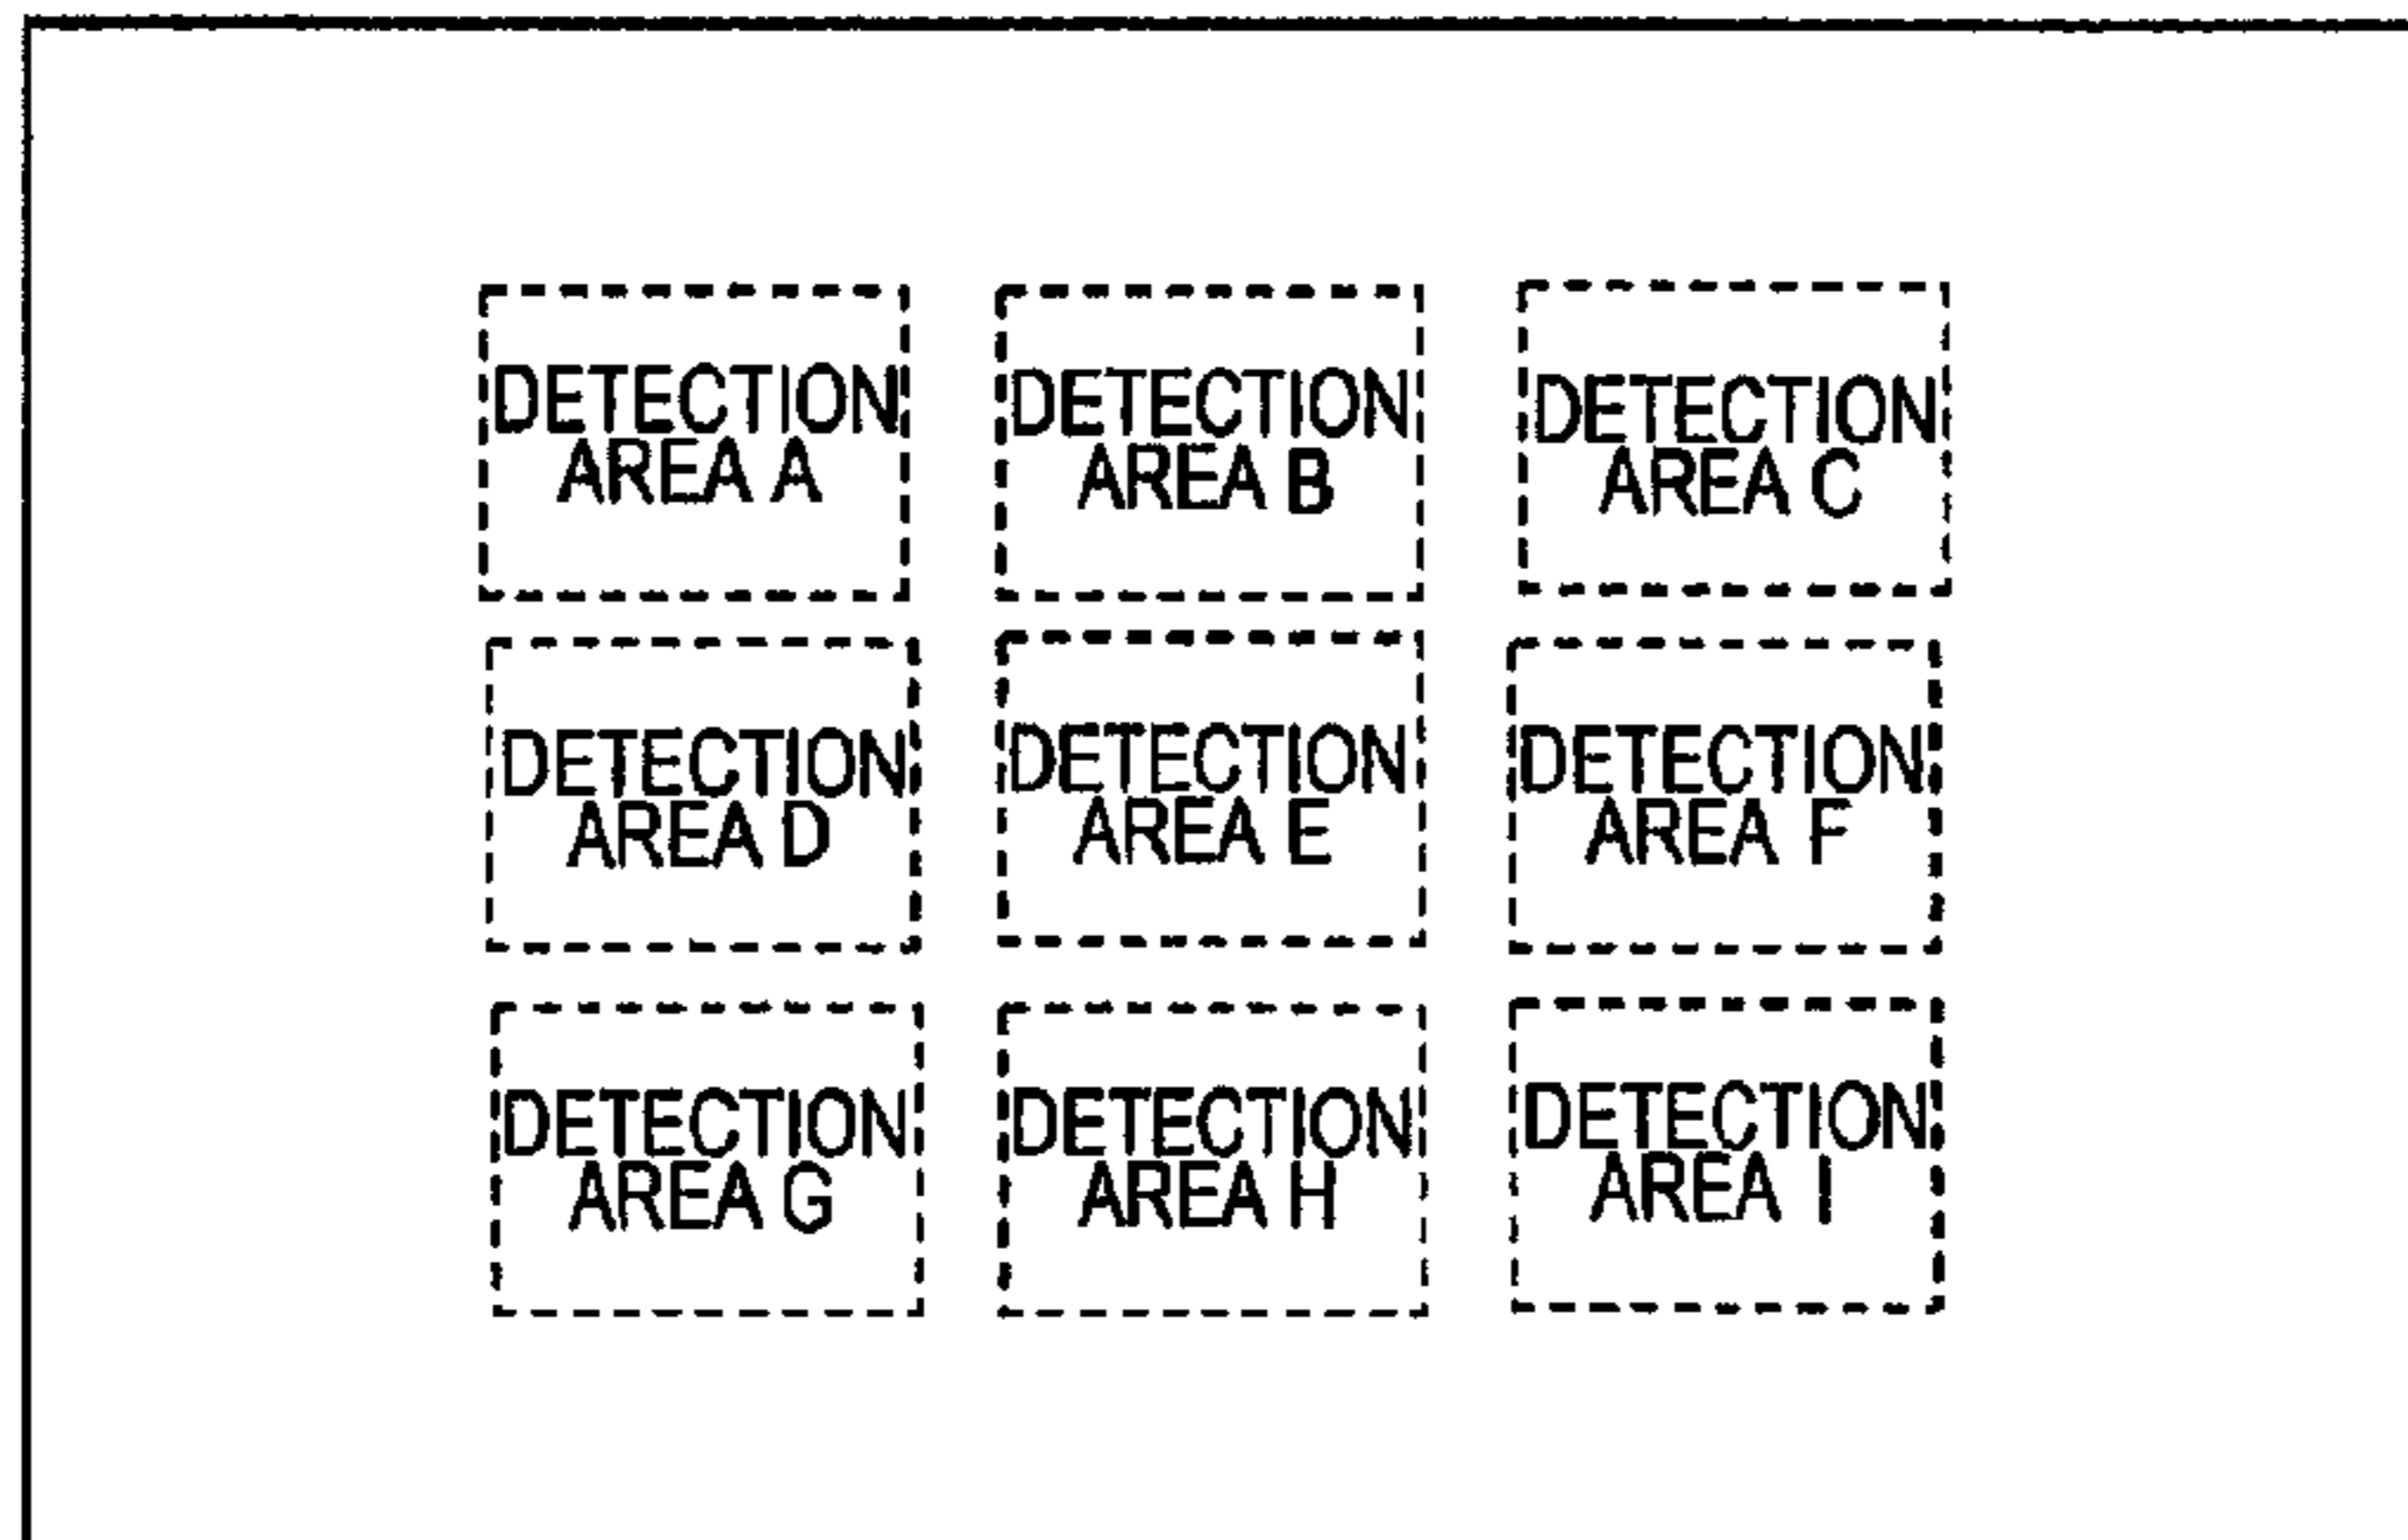 DETECTION
AREA A
DETECTION
AREA B
DETECTION
AREA C
DETECTION
AREA D
DETECTION
AREA E
DETECTION
AREA F
DETECTION
AREA G
DETECTION
AREA H
DETECTION
AREA I